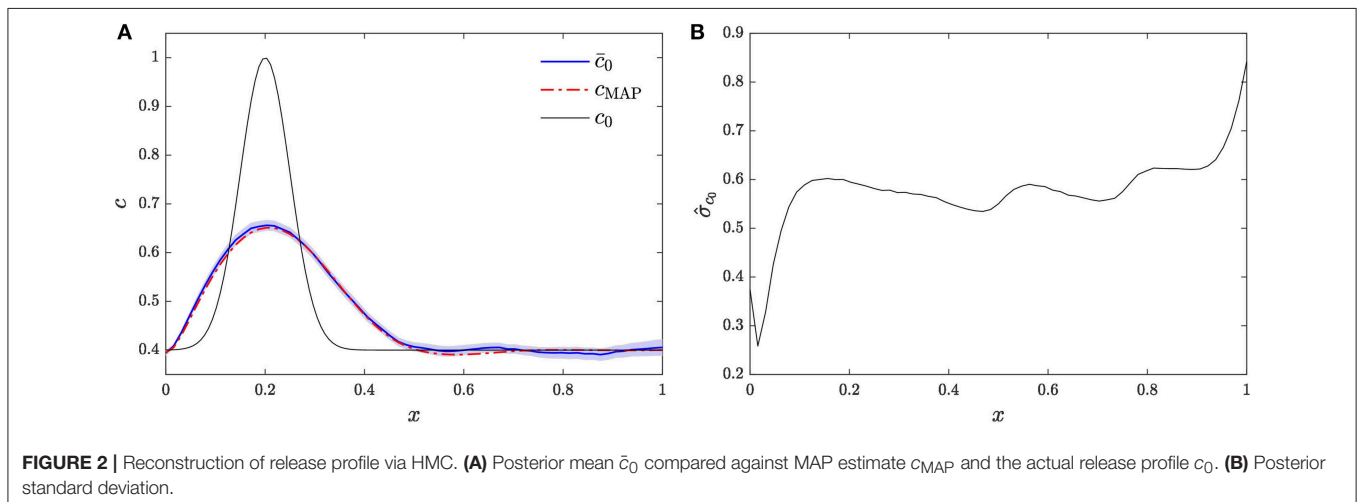 A
B
1
0.9
0.8
0.7
0.6
0.5
0.4
c
0
0.2
0.4
0.6
0.8
1
x
c̄₀
c_MAP
c₀
0.9
0.8
0.7
0.6
0.5
0.4
0.3
0.2
σ̂_c₀
0
0.2
0.4
0.6
0.8
1
x
FIGURE 2 | Reconstruction of release profile via HMC. (A) Posterior mean c̄₀ compared against MAP estimate c_MAP and the actual release profile c₀. (B) Posterior
standard deviation.